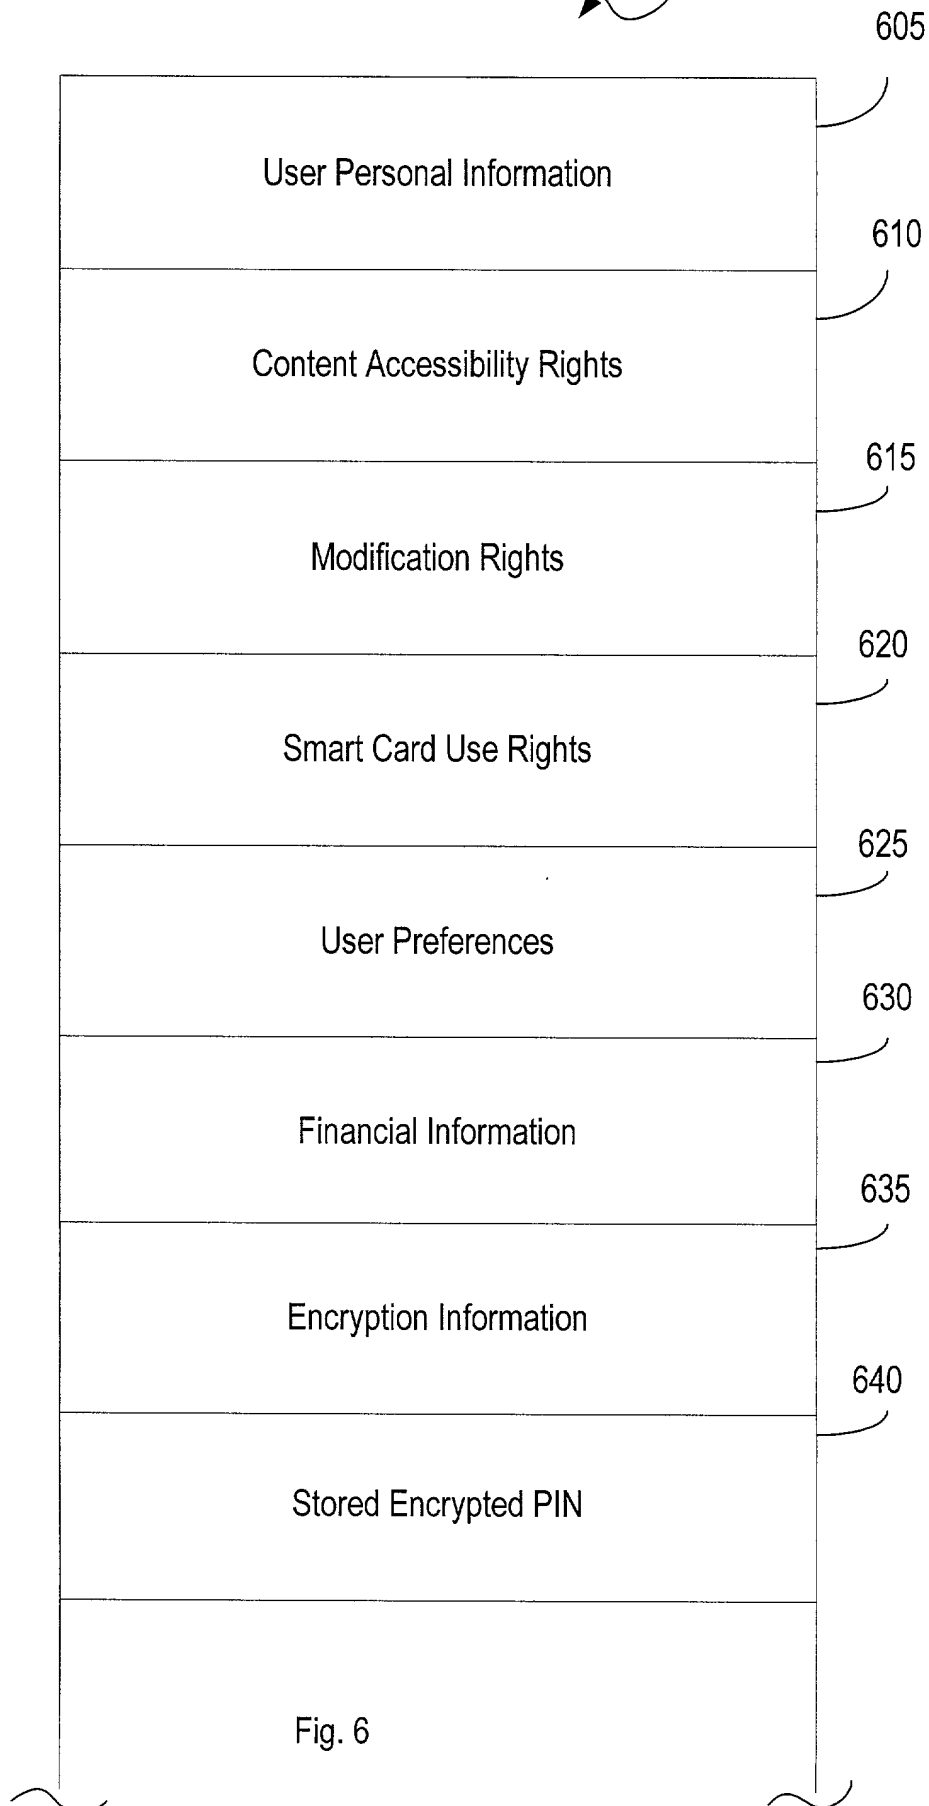 605
User Personal Information
610
Content Accessibility Rights
615
Modification Rights
620
Smart Card Use Rights
625
User Preferences
630
Financial Information
635
Encryption Information
640
Stored Encrypted PIN
Fig. 6